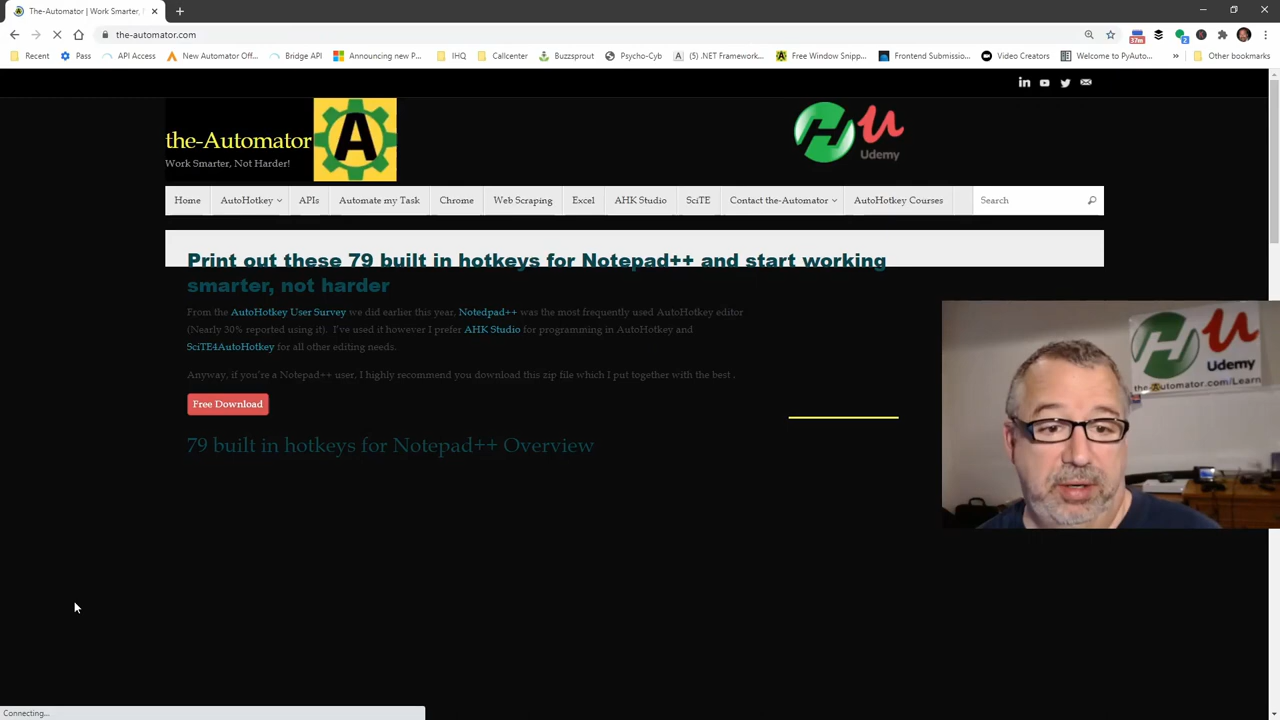 The-Automator | Work Smarter,
the-automator.com
37m
2
Recent
Pass
API Access
New Automator Off...
Bridge API
Announcing new P...
IHQ
Callcenter
Buzzsprout
Psycho-Cyb
(5) .NET Framework...
Free Window Snipp...
Frontend Submissio...
Video Creators
Welcome to PyAuto...
»
Other bookmarks
the-Automator
A
Work Smarter, Not Harder!
H U
Udemy
Home
AutoHotkey
APIs
Automate my Task
Chrome
Web Scraping
Excel
AHK Studio
SciTE
Contact the-Automator
AutoHotkey Courses
Search
Print out these 79 built in hotkeys for Notepad++ and start working
smarter, not harder
From the AutoHotkey User Survey we did earlier this year, Notedpad++ was the most frequently used AutoHotkey editor
(Nearly 30% reported using it). I've used it however I prefer AHK Studio for programming in AutoHotkey and
SciTE4AutoHotkey for all other editing needs.
Anyway, if you're a Notepad++ user, I highly recommend you download this zip file which I put together with the best .
Free Download
79 built in hotkeys for Notepad++ Overview
H U
Udemy
the-Automator.com/Learn
Connecting...